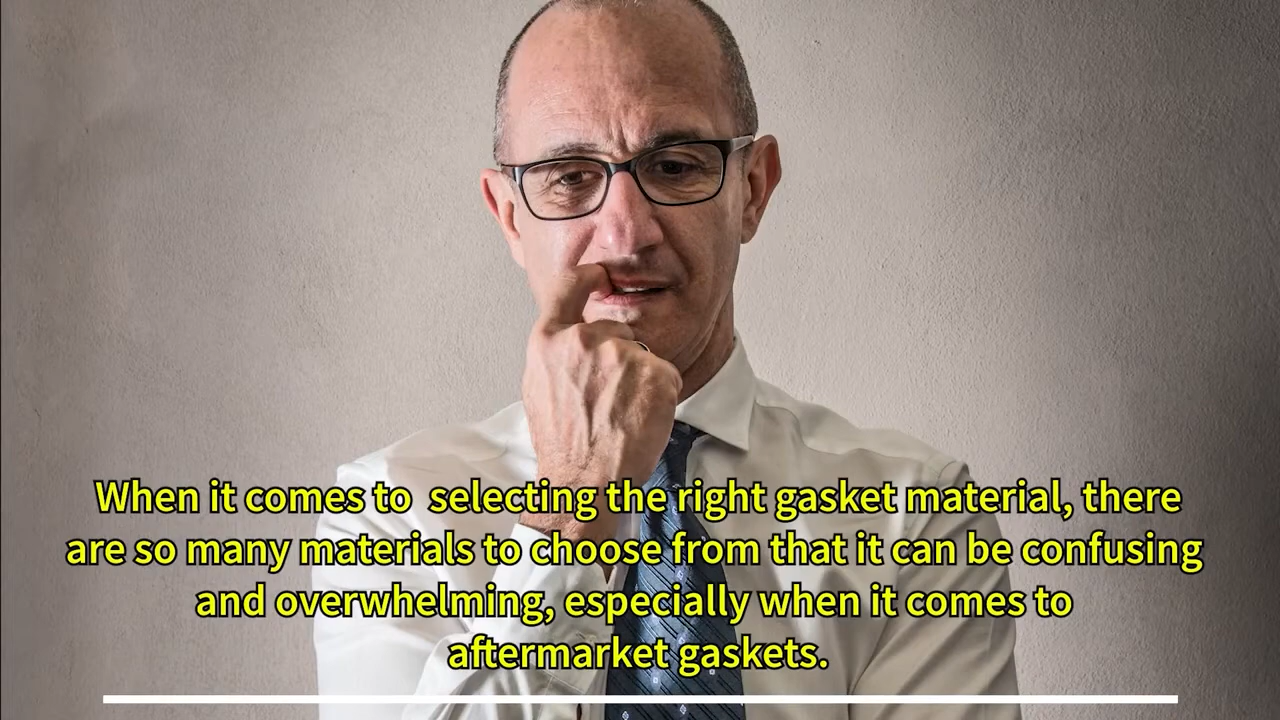 When it comes to  selecting the right gasket material, there
are so many materials to choose from that it can be confusing
and overwhelming, especially when it comes to
aftermarket gaskets.